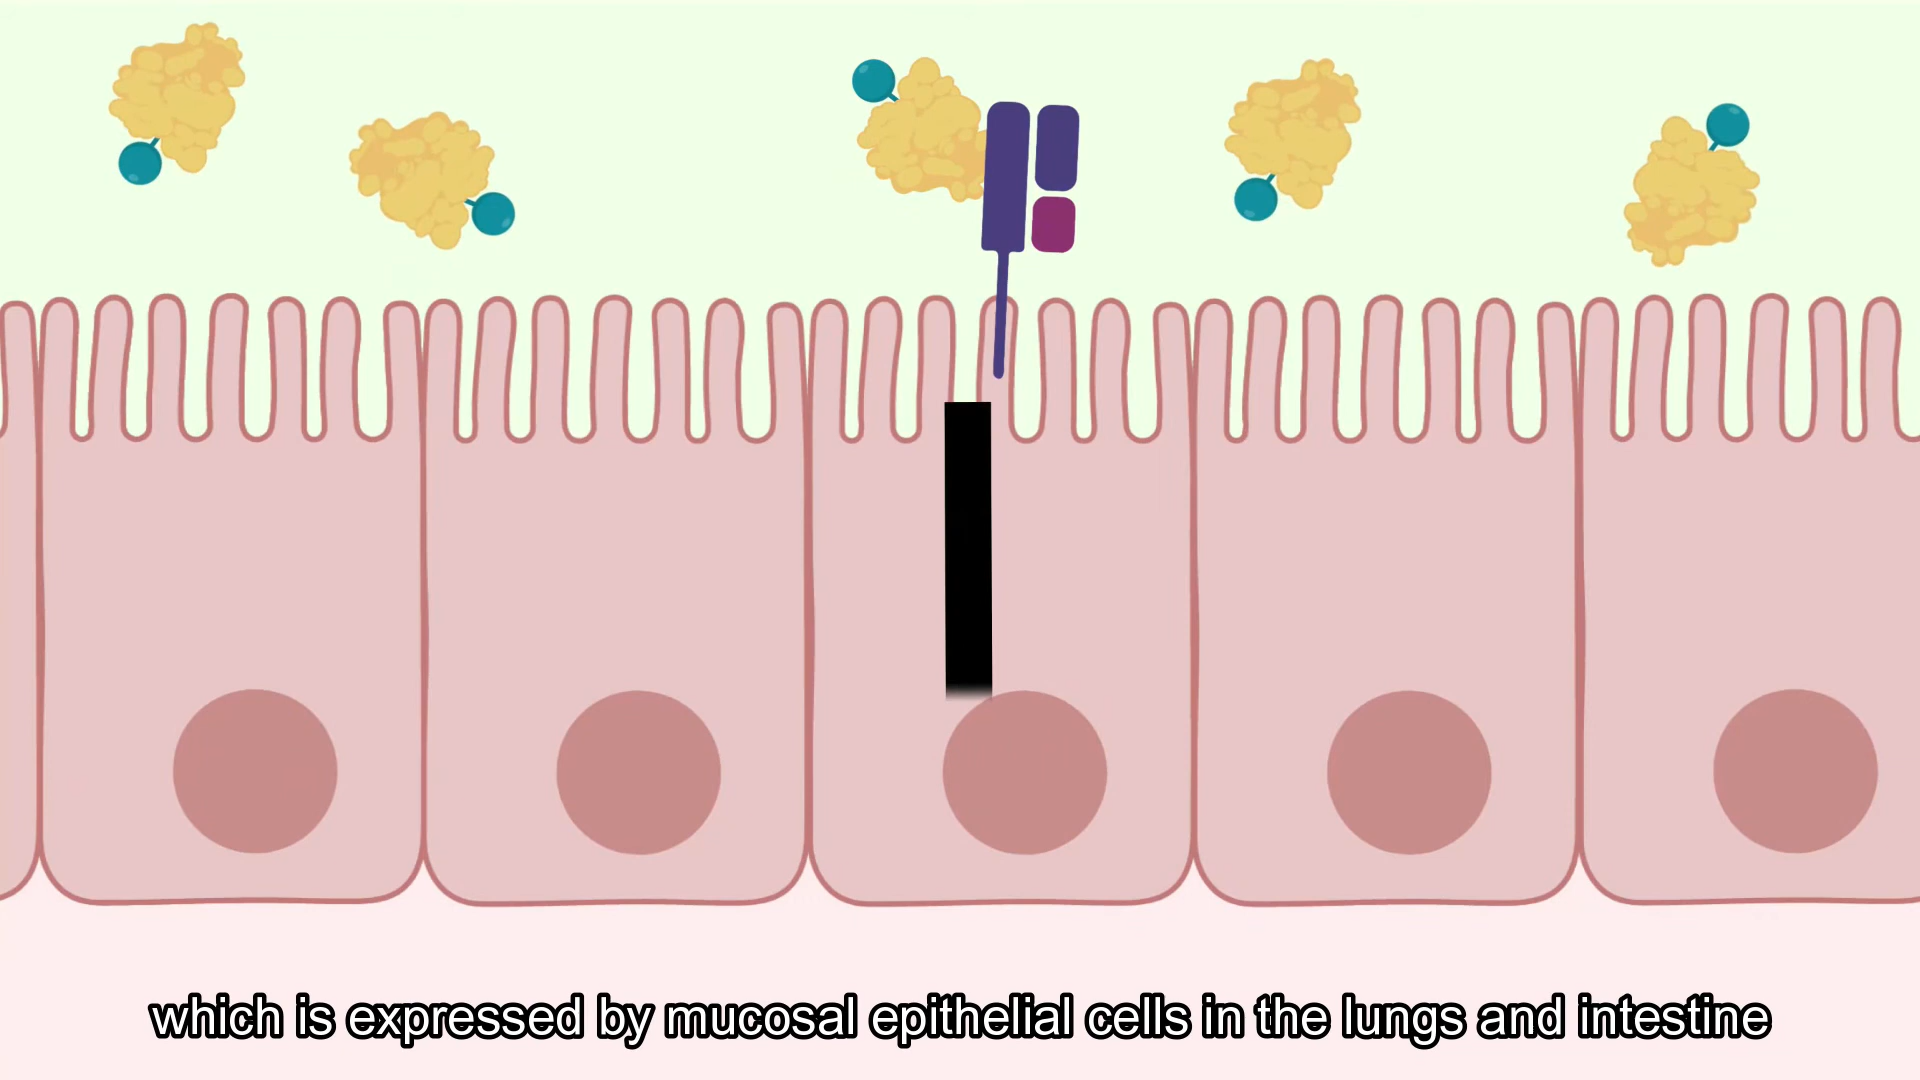 which is expressed by mucosal epithelial cells in the lungs and intestine